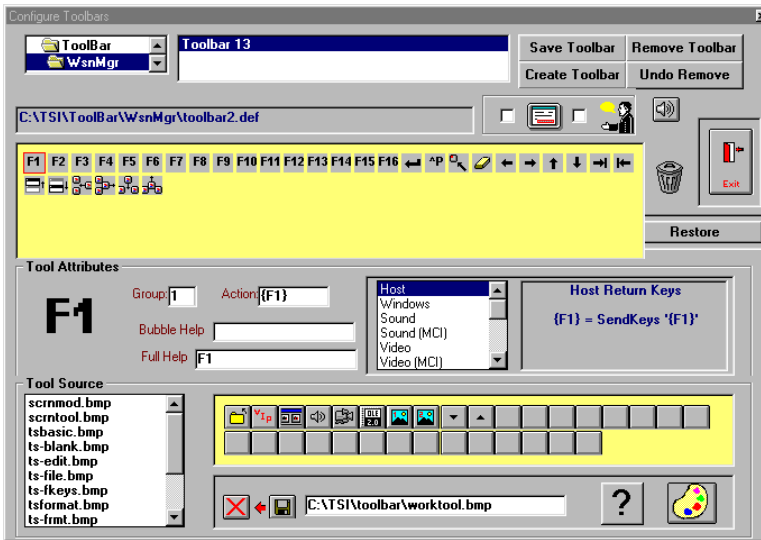 Configure Toolbars
ToolBar
WsnMgr
Toolbar 13
Save Toolbar
Remove Toolbar
Create Toolbar
Undo Remove
C:\TSI\ToolBar\WsnMgr\toolbar2.def
F1 F2 F3 F4 F5 F6 F7 F8 F9 F10 F11 F12 F13 F14 F15 F16 ^P
Exit
Restore
Tool Attributes
F1
Group: 1
Action: {F1}
Bubble Help
Full Help F1
Host
Windows
Sound
Sound (MCI)
Video
Video (MCI)
Host Return Keys
{F1} = SendKeys '{F1}'
Tool Source
scrnmod.bmp
scrntool.bmp
tsbasic.bmp
ts-blank.bmp
ts-edit.bmp
ts-file.bmp
ts-fkeys.bmp
tsformat.bmp
ts-frmt.bmp
VIP
OLE
2.0
C:\TSI\toolbar\worktool.bmp
?